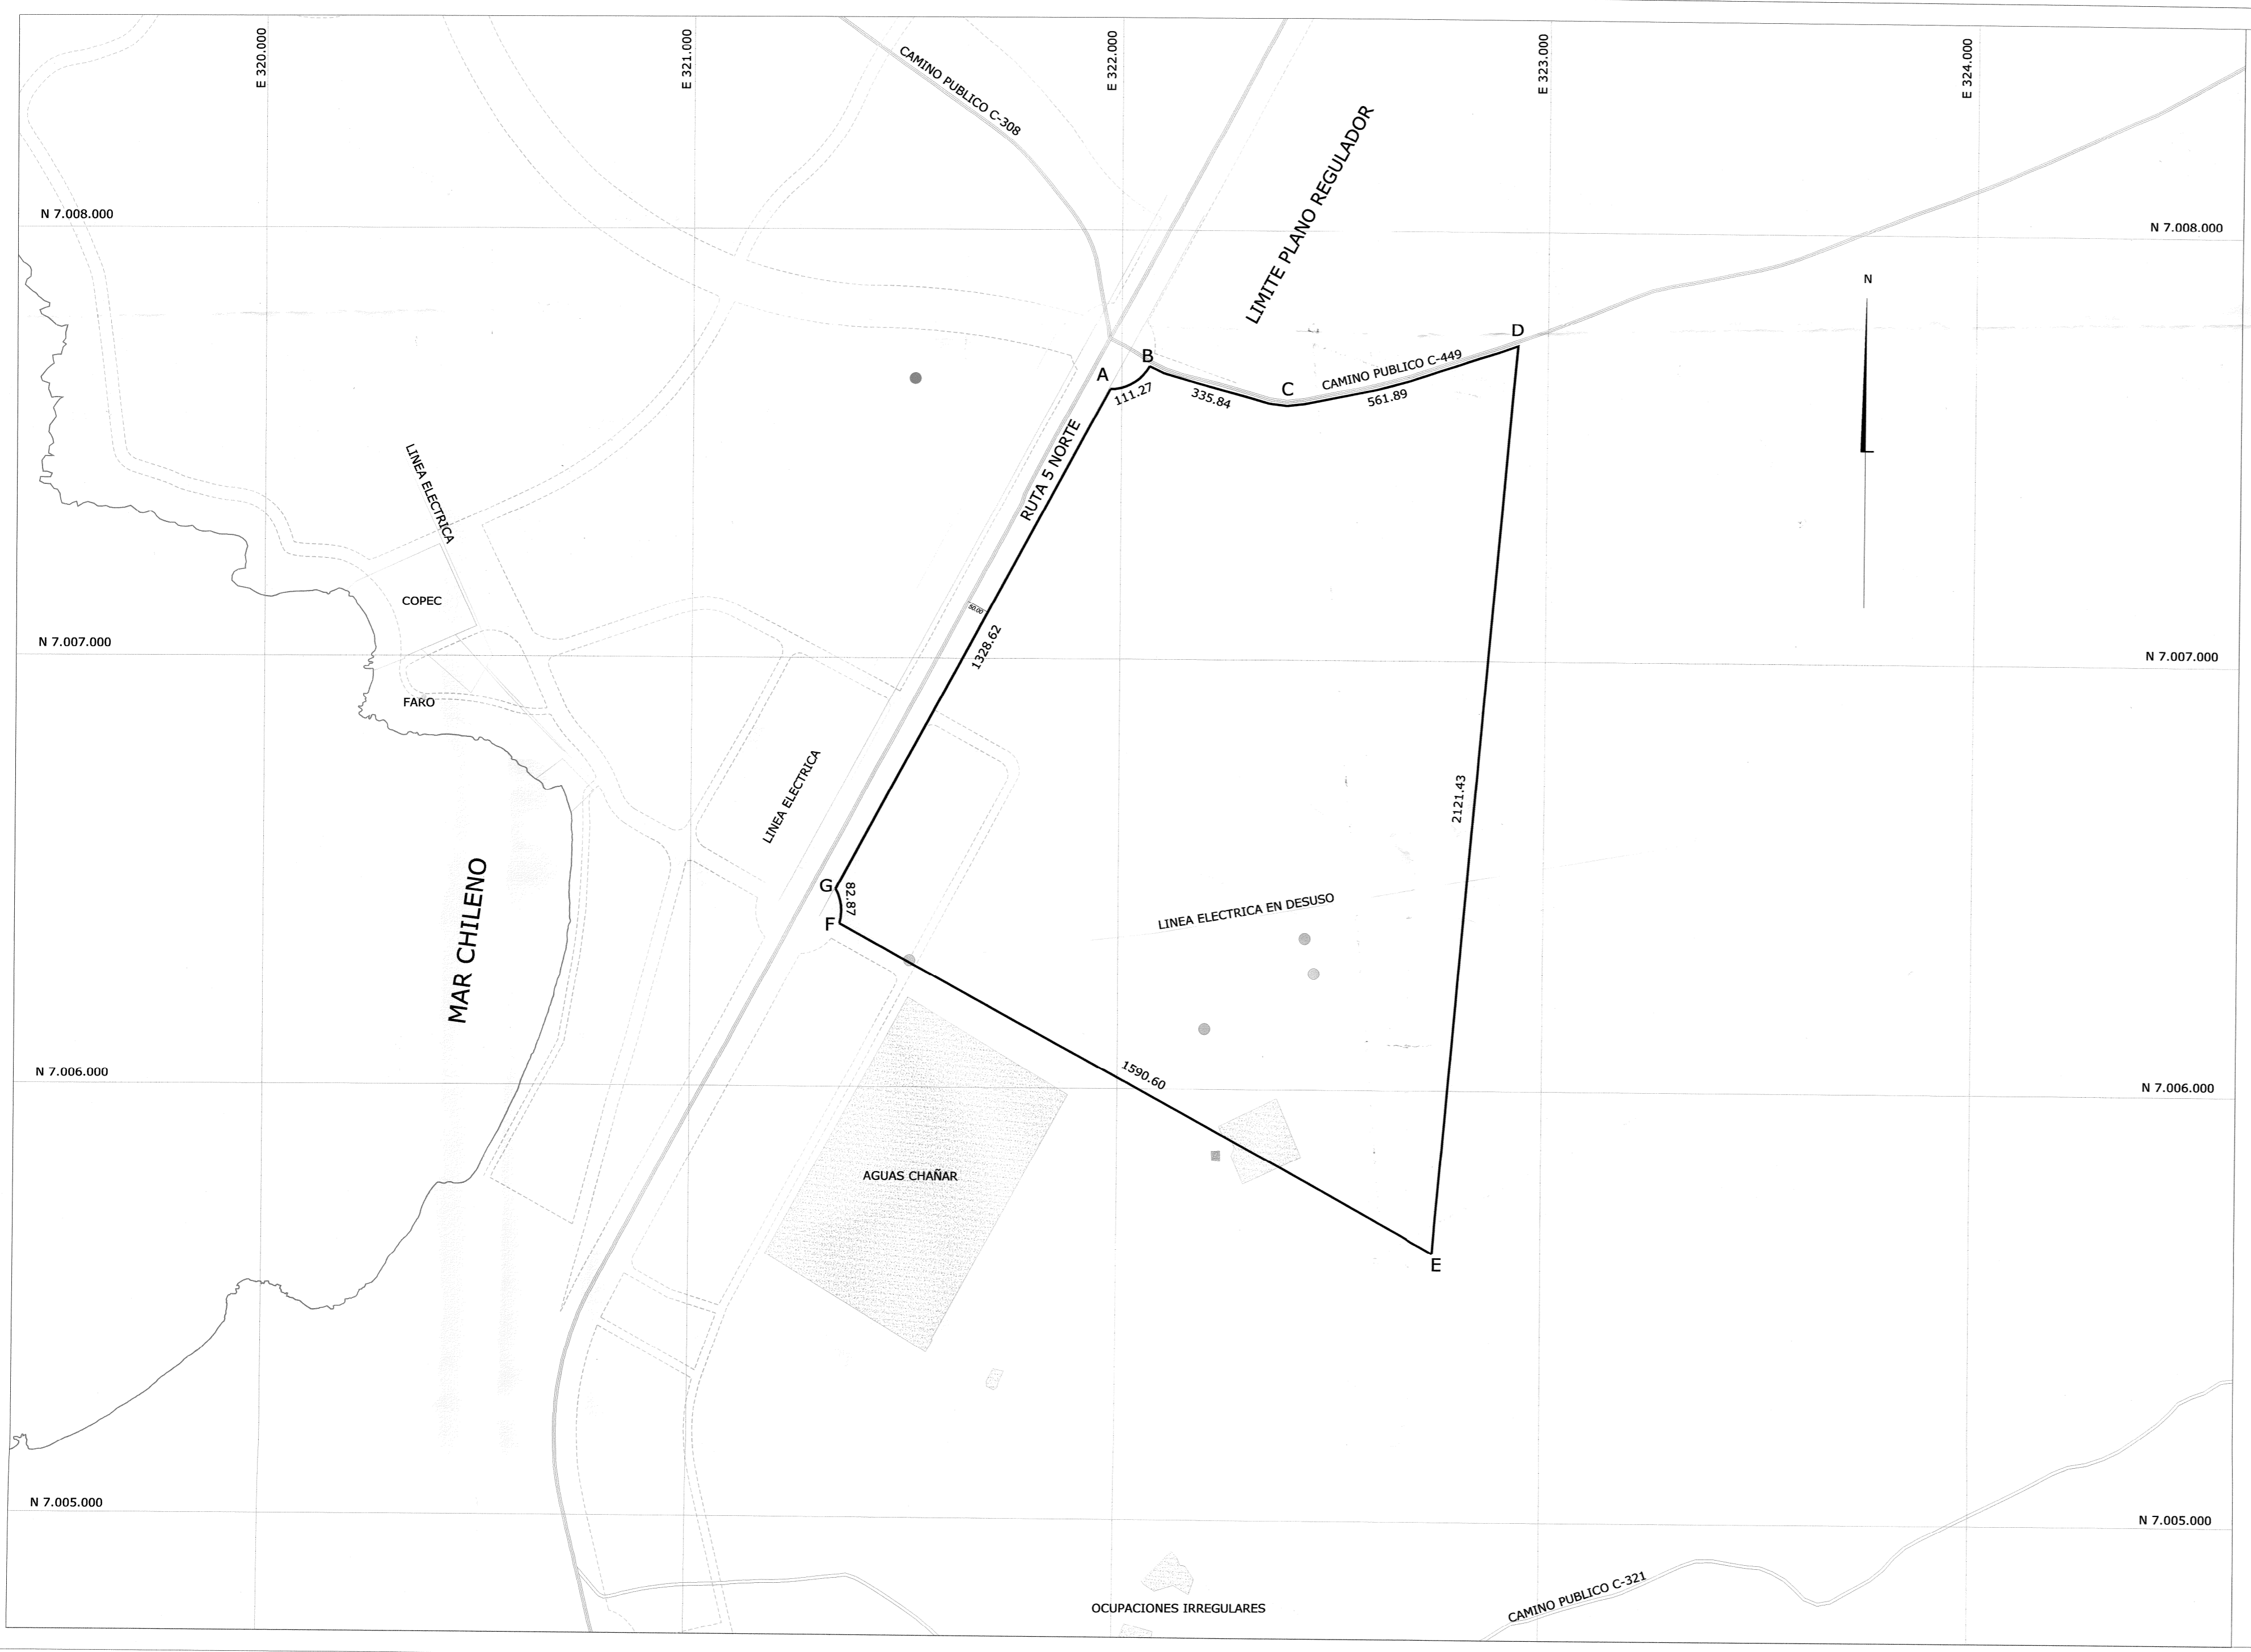 E 320.000
E 321.000
E 322.000
E 323.000
E 324.000
CAMINO PUBLICO C-308
LIMITE PLANO REGULADOR
N 7.008.000
N 7.008.000
N
D
B
A
C
CAMINO PUBLICO C-449
111.27
335.84
561.89
RUTA 5 NORTE
LINEA ELECTRICA
COPEC
50.00
1328.62
N 7.007.000
N 7.007.000
FARO
LINEA ELECTRICA
2121.43
MAR CHILENO
G
82.87
F
LINEA ELECTRICA EN DESUSO
N 7.006.000
1590.60
N 7.006.000
AGUAS CHAÑAR
E
N 7.005.000
N 7.005.000
CAMINO PUBLICO C-321
OCUPACIONES IRREGULARES